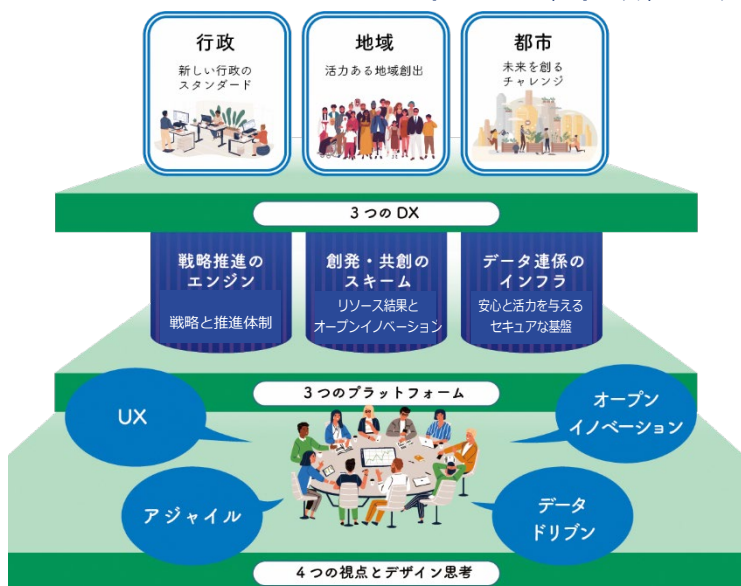 行政
新しい行政の
スタンダード
地域
活力ある地域創出
都市
未来を創る
チャレンジ
3つのDX
戦略推進の
エンジン
戦略と推進体制
創発・共創の
スキーム
リソース結果と
オープンイノベーション
データ連係の
インフラ
安心と活力を与える
セキュアな基盤
3つのプラットフォーム
UX
オープン
イノベーション
アジャイル
データ
ドリブン
4つの視点とデザイン思考